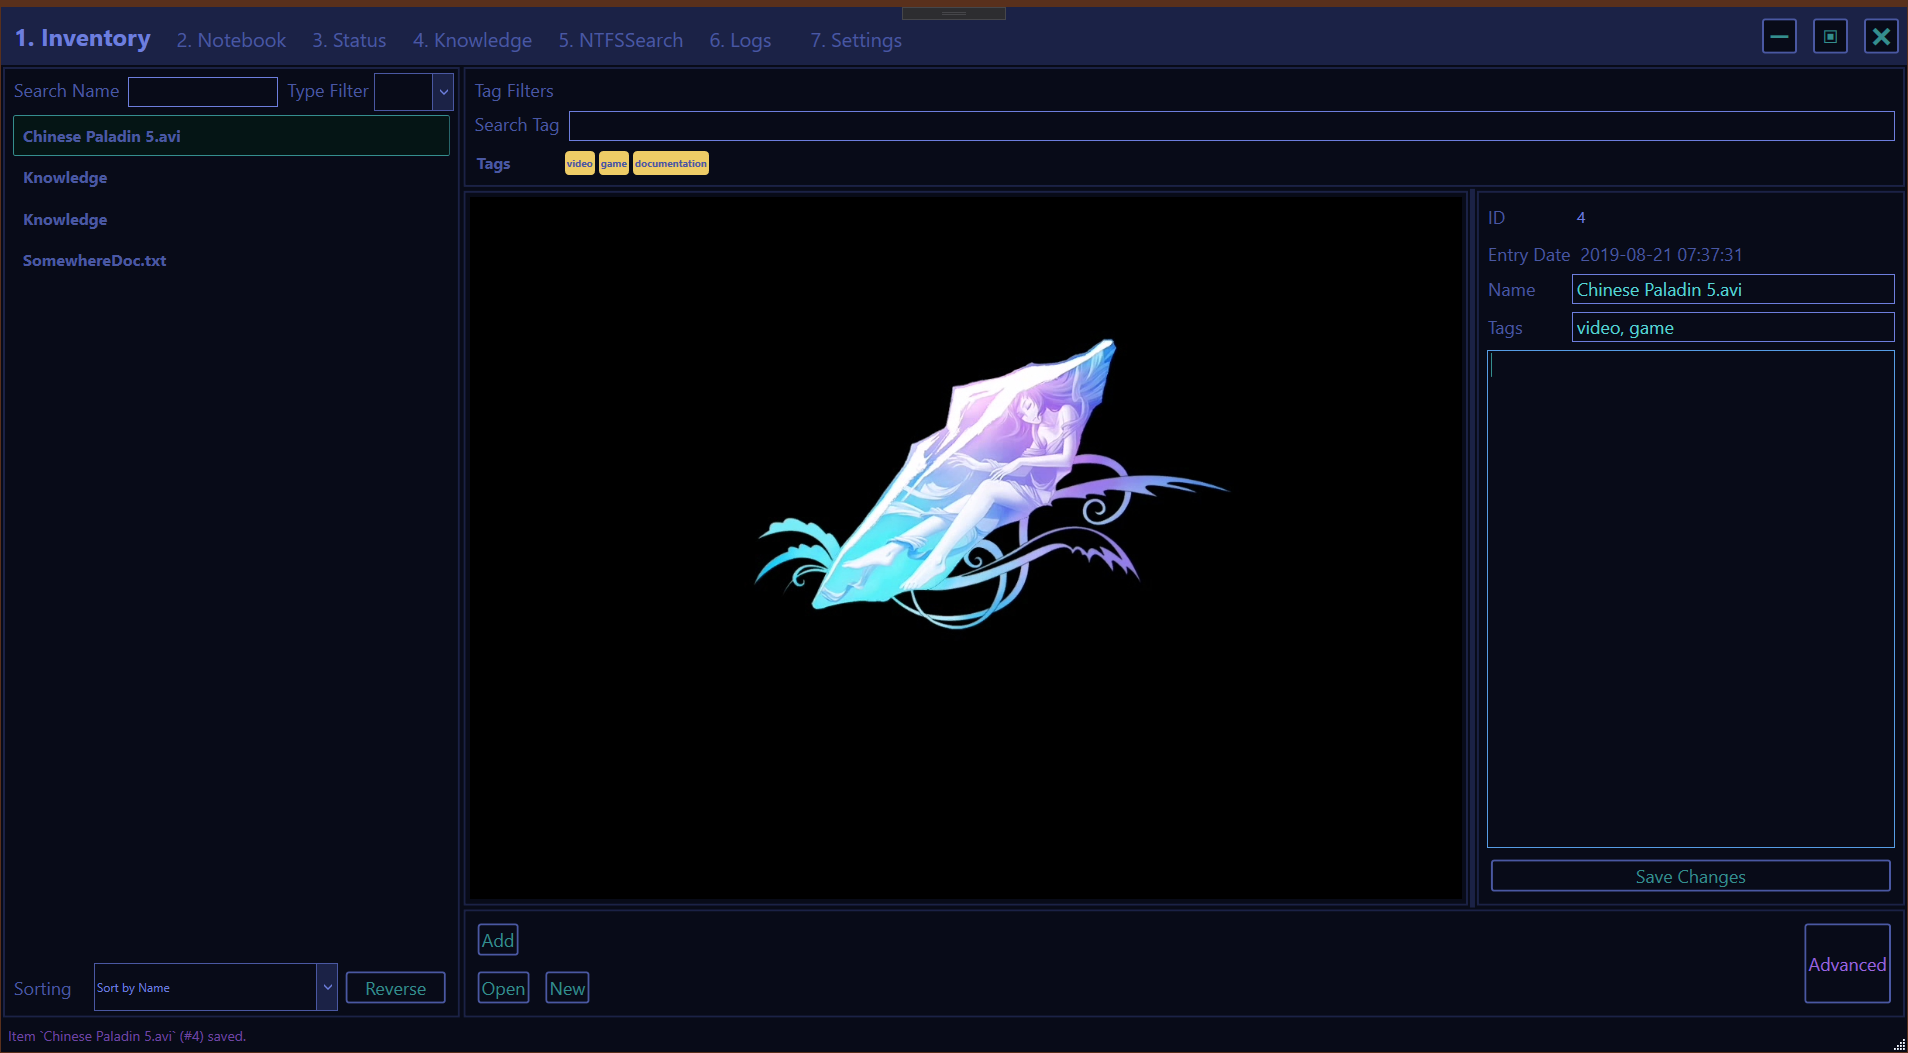 1. Inventory 2. Notebook 3. Status 4. Knowledge 5. NTFSSearch 6. Logs 7. Settings
Search Name Type Filter
Chinese Paladin 5.avi
Knowledge
Knowledge
SomewhereDoc.txt
Tag Filters
Search Tag
Tags video game documentation
ID 4
Entry Date 2019-08-21 07:37:31
Name Chinese Paladin 5.avi
Tags video, game
Save Changes
Add
Open New
Advanced
Sorting Sort by Name Reverse
Item `Chinese Paladin 5.avi` (#4) saved.